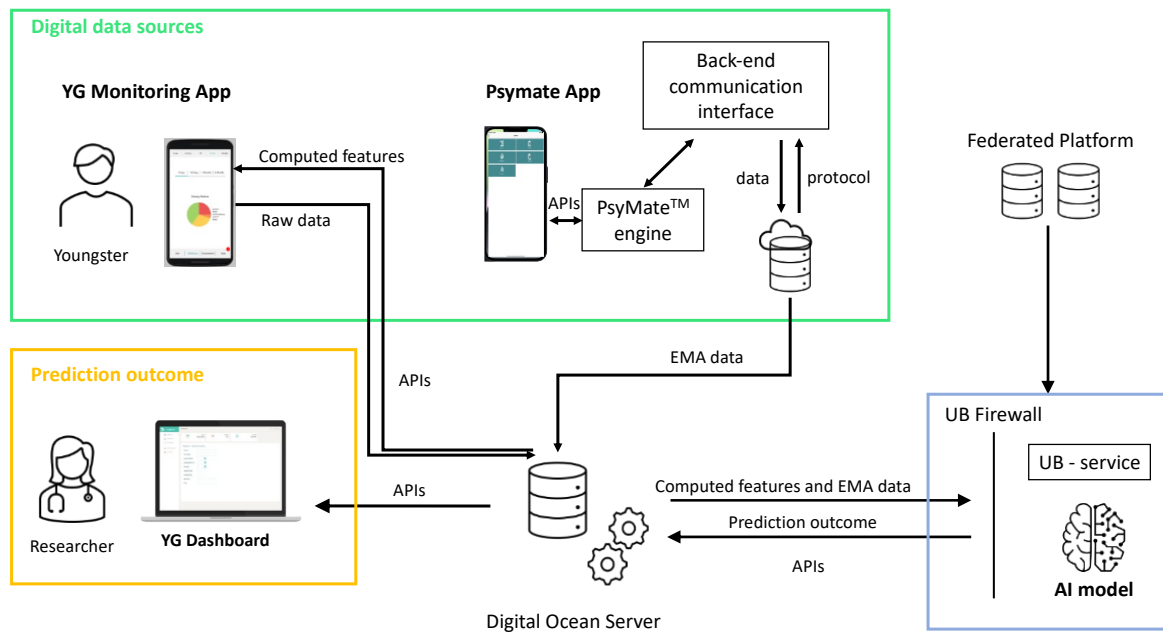 Digital data sources
YG Monitoring App
Youngster
Computed features
Raw data
Psymate App
APIs
PsyMate™
engine
Back-end
communication
interface
data
protocol
Federated Platform
EMA data
APIs
Prediction outcome
Researcher
YG Dashboard
APIs
Digital Ocean Server
Computed features and EMA data
Prediction outcome
APIs
UB Firewall
UB - service
AI model